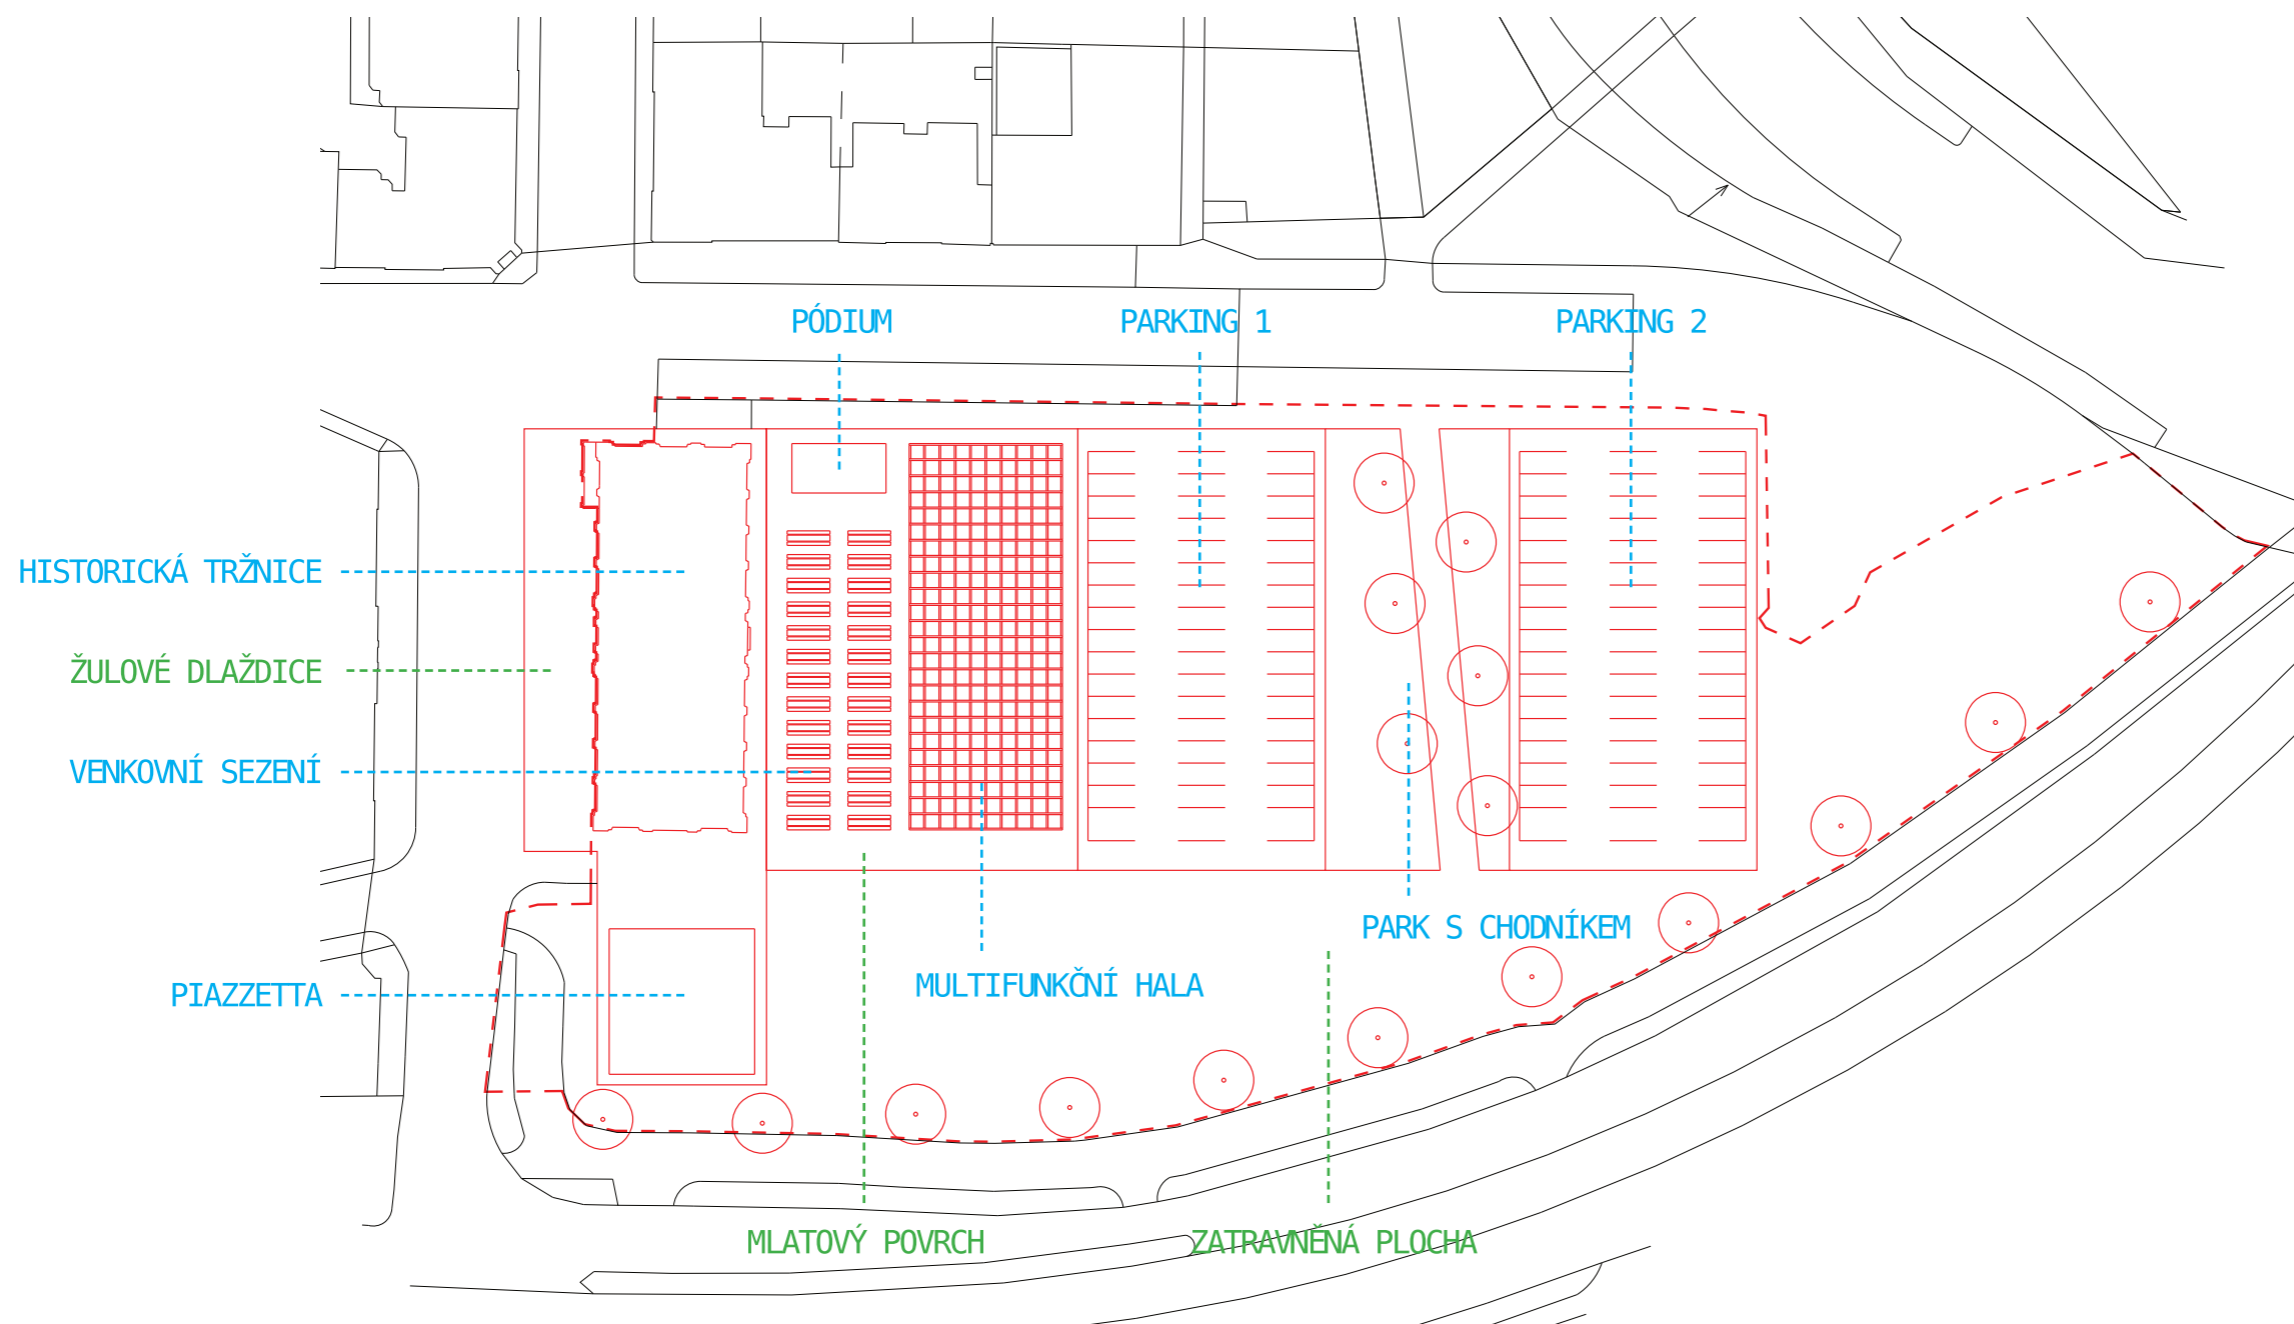 PÓDIUM
PARKING 1
PARKING 2
HISTORICKÁ TRŽNICE
ŽULOVÉ DLAŽDICE
VENKOVNÍ SEZENÍ
PARK S CHODNÍKEM
MULTIFUNKČNÍ HALA
PIAZZETTA
MLATOVÝ POVRCH
ZATRAVNĚNÁ PLOCHA